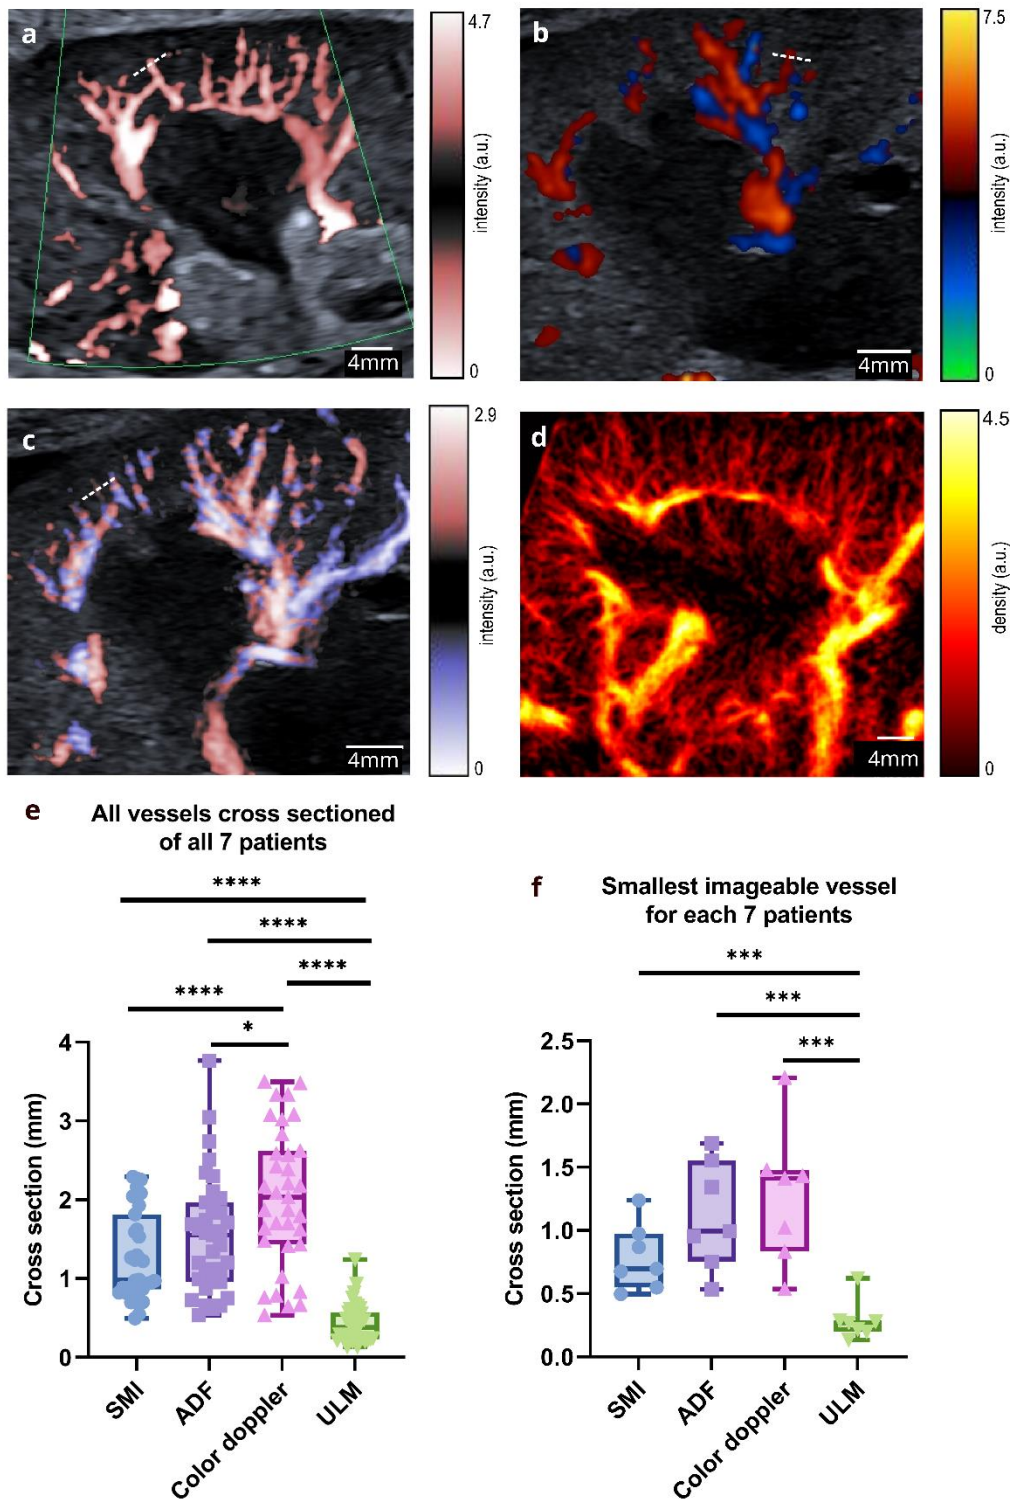 a
4.7
intensity (a.u.)
0
4mm
b
7.5
intensity (a.u.)
0
4mm
c
2.9
intensity (a.u.)
0
4mm
d
4.5
density (a.u.)
0
4mm
e
All vessels cross sectioned
of all 7 patients
****
****
****
****
*
Cross section (mm)
4
3
2
1
0
SMI
ADF
Color doppler
ULM
f
Smallest imageable vessel
for each 7 patients
***
***
***
Cross section (mm)
2.5
2.0
1.5
1.0
0.5
0.0
SMI
ADF
Color doppler
ULM